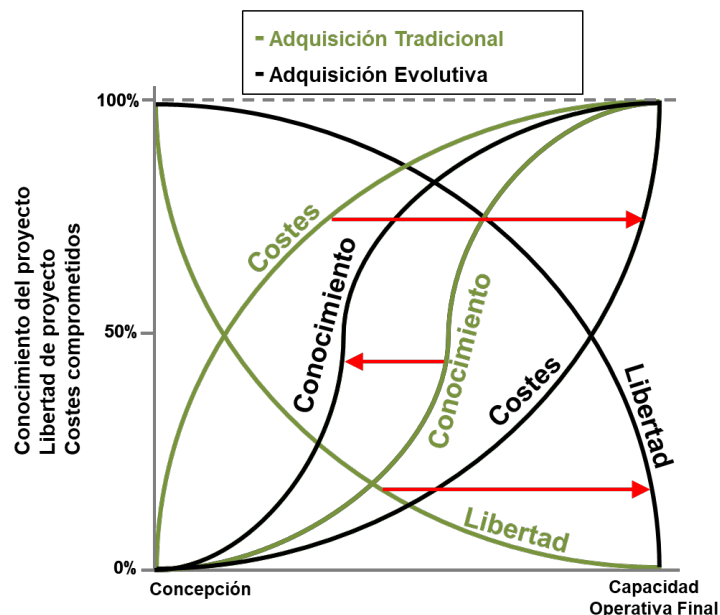 - Adquisición Tradicional
- Adquisición Evolutiva
100%
50%
0%
Conocimiento del proyecto
Libertad de proyecto
Costes comprometidos
Costes
Conocimiento
Conocimiento
Costes
Libertad
Libertad
Concepción
Capacidad
Operativa Final